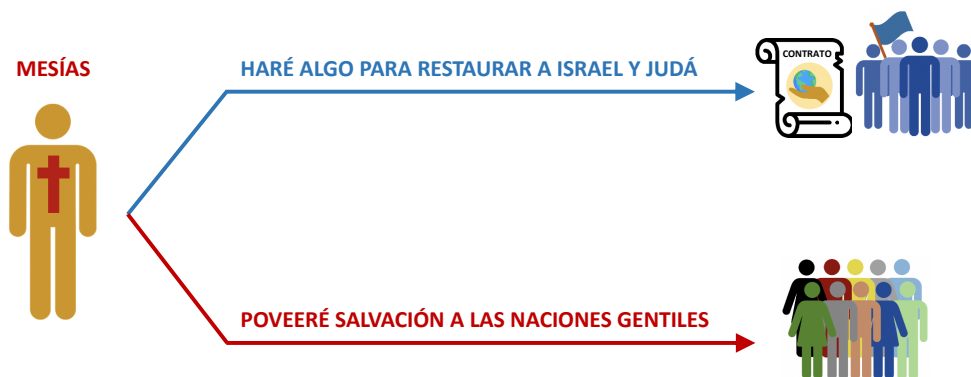 MESÍAS
HARÉ ALGO PARA RESTAURAR A ISRAEL Y JUDÁ
CONTRATO
POVEERÉ SALVACIÓN A LAS NACIONES GENTILES